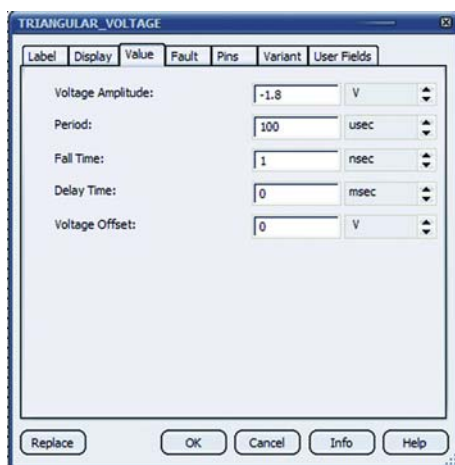 TRIANGULAR_VOLTAGE
Label Display Value Fault Pins Variant User Fields
Voltage Amplitude: -1.8 V
Period: 100 usec
Fall Time: 1 nsec
Delay Time: 0 msec
Voltage Offset: 0 V
Replace OK Cancel Info Help